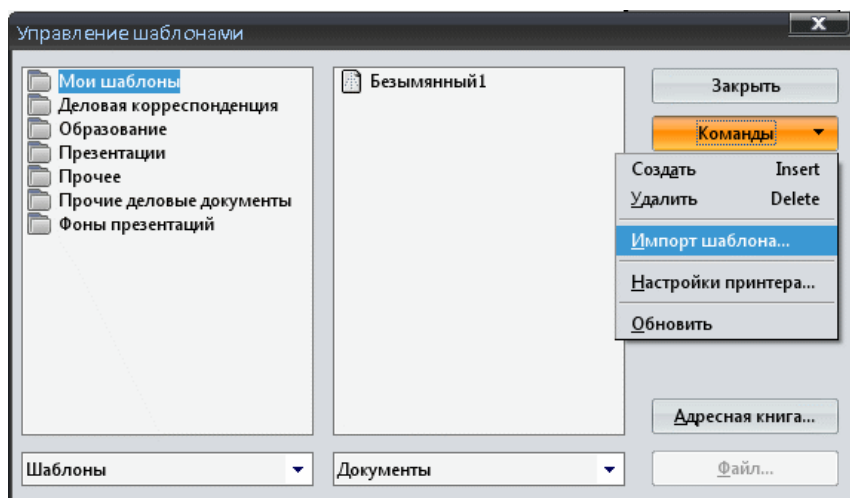 Управление шаблонами
Мои шаблоны
Деловая корреспонденция
Образование
Презентации
Прочее
Прочие деловые документы
Фоны презентаций
Безымянный1
Закрыть
Команды
Создать Insert
Удалить Delete
Импорт шаблона...
Настройки принтера...
Обновить
Адресная книга...
Шаблоны
Документы
Файл...